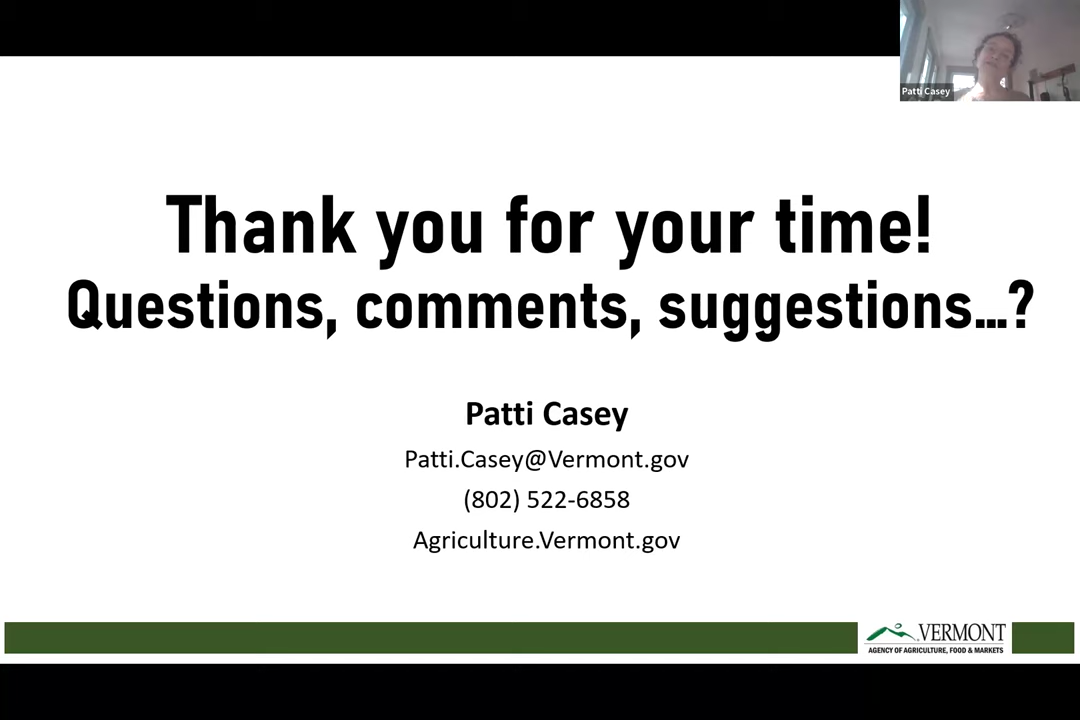 Patti Casey
Thank you for your time!
Questions, comments, suggestions...?
Patti Casey
Patti.Casey@Vermont.gov
(802) 522-6858
Agriculture.Vermont.gov
VERMONT
AGENCY OF AGRICULTURE, FOOD & MARKETS